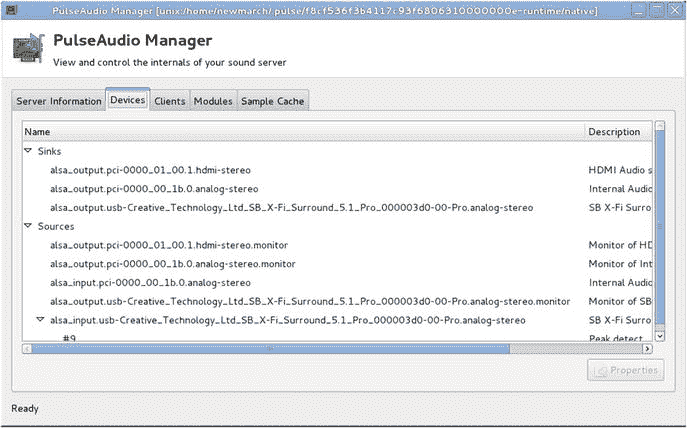 PulseAudio Manager [unix:/home/newmarch/.pulse/f8cf536f3b4117c93f6806310000000e-runtime/native]
PulseAudio Manager
View and control the internals of your sound server
Server Information Devices Clients Modules Sample Cache
Name Description
Sinks
alsa_output.pci-0000_01_00.1.hdmi-stereo HDMI Audio s
alsa_output.pci-0000_00_1b.0.analog-stereo Internal Audio
alsa_output.usb-Creative_Technology_Ltd_SB_X-Fi_Surround_5.1_Pro_000003d0-00-Pro.analog-stereo SB X-Fi Surro
Sources
alsa_output.pci-0000_01_00.1.hdmi-stereo.monitor Monitor of HD
alsa_output.pci-0000_00_1b.0.analog-stereo.monitor Monitor of Int
alsa_input.pci-0000_00_1b.0.analog-stereo Internal Audio
alsa_output.usb-Creative_Technology_Ltd_SB_X-Fi_Surround_5.1_Pro_000003d0-00-Pro.analog-stereo.monitor Monitor of SB
alsa_input.usb-Creative_Technology_Ltd_SB_X-Fi_Surround_5.1_Pro_000003d0-00-Pro.analog-stereo SB X-Fi Surro
#9 Peak detect
Properties
Ready